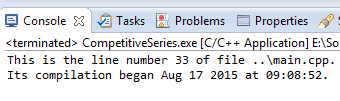 Console Tasks Problems Properties
<terminated> CompetitiveSeries.exe [C/C++ Application] E:\So
This is the line number 33 of file ..\main.cpp.
Its compilation began Aug 17 2015 at 09:08:52.